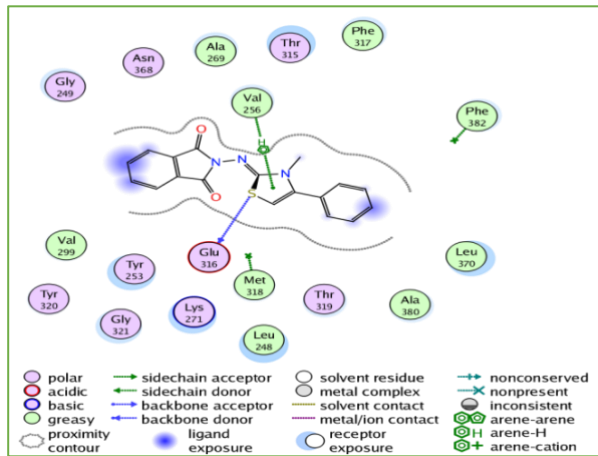 Phe
317
Thr
315
Ala
269
Asn
368
Gly
249
Val
256
Phe
382
H
O
N
N
N
O
S
Glu
316
Val
299
Tyr
253
Met
318
Leu
370
Tyr
320
Gly
321
Lys
271
Thr
319
Ala
380
Leu
248
polar sidechain acceptor solvent residue nonconserved
acidic sidechain donor metal complex nonpresent
basic backbone acceptor solvent contact inconsistent
greasy backbone donor metal/ion contact arene-arene
proximity contour ligand exposure receptor exposure H arene-H
+ arene-cation